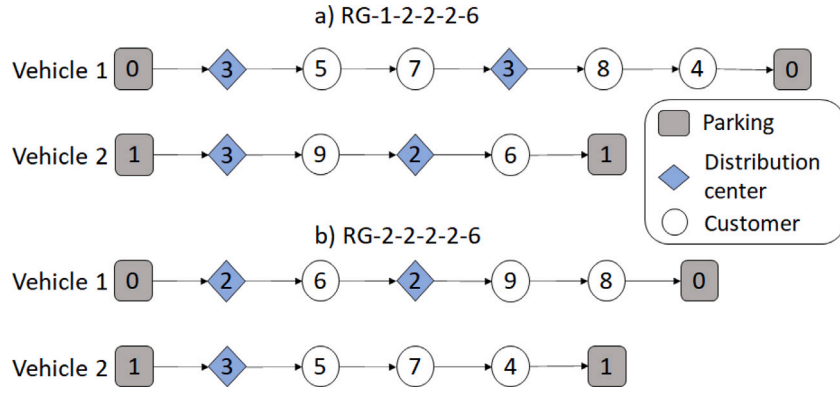 a) RG-1-2-2-2-6
Vehicle 1 0 3 5 7 3 8 4 0
Vehicle 2 1 3 9 2 6 1
Parking
Distribution
center
Customer
b) RG-2-2-2-2-6
Vehicle 1 0 2 6 2 9 8 0
Vehicle 2 1 3 5 7 4 1